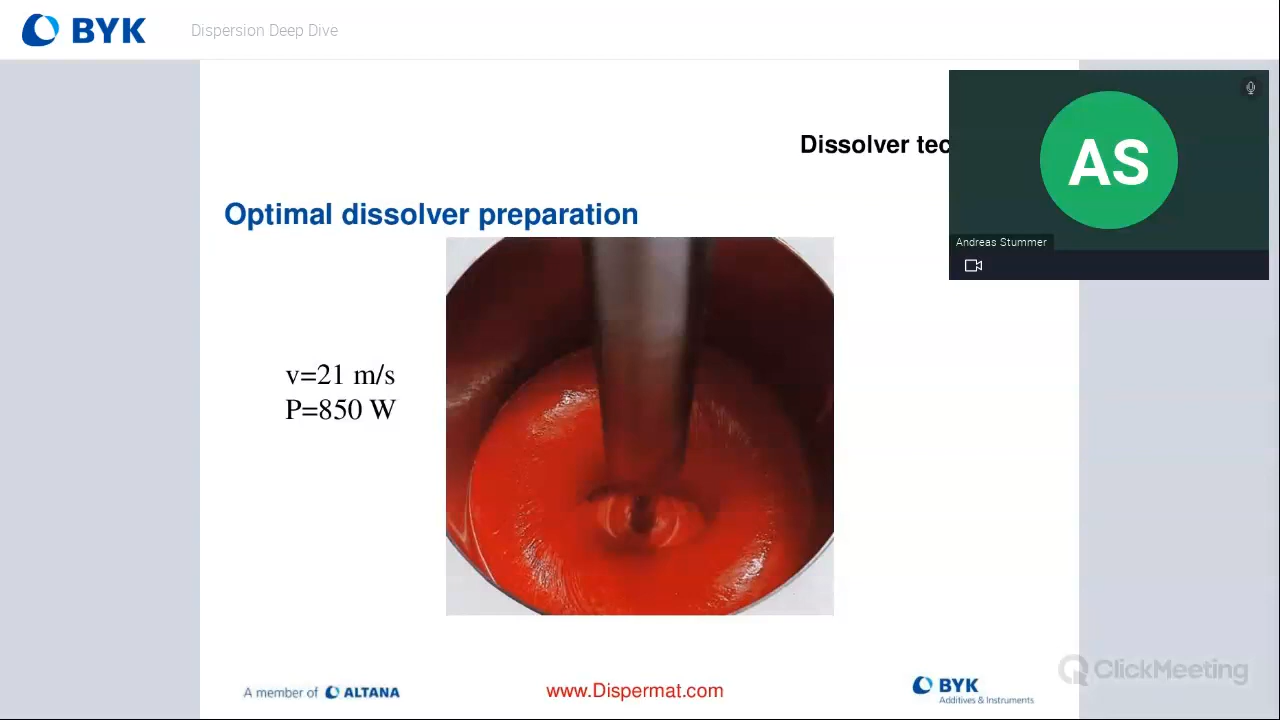 BYK
Dispersion Deep Dive
Dissolver tec
AS
Andreas Stummer
Optimal dissolver preparation
v=21 m/s
P=850 W
ClickMeeting
A member of ALTANA
www.Dispermat.com
BYK
Additives & Instruments